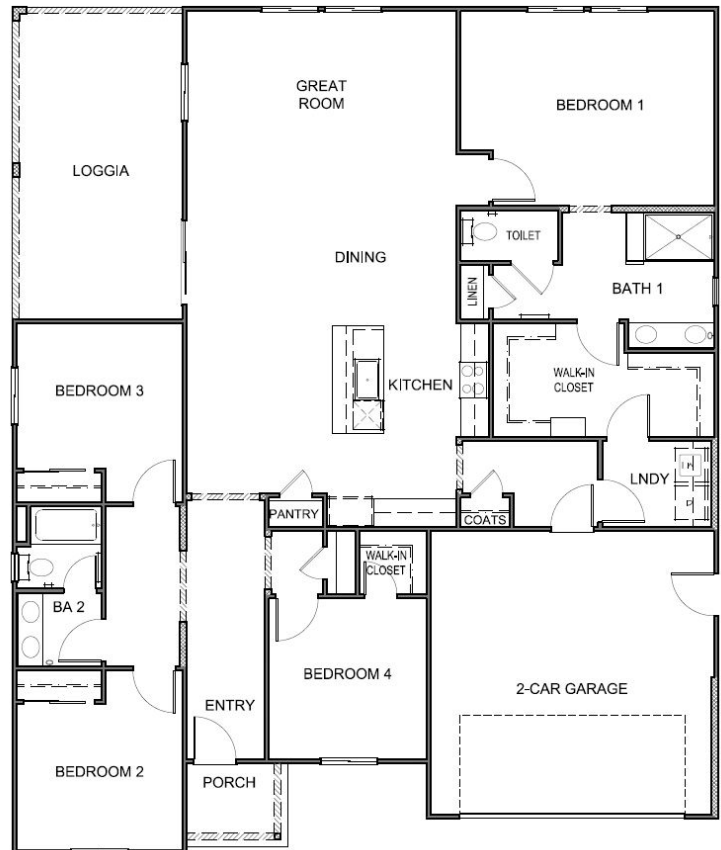 GREAT
ROOM
BEDROOM 1
LOGGIA
TOILET
DINING
LINEN
BATH 1
BEDROOM 3
KITCHEN
WALK-IN
CLOSET
LNDY
PANTRY
COATS
WALK-IN
CLOSET
BA 2
BEDROOM 4
2-CAR GARAGE
ENTRY
BEDROOM 2
PORCH